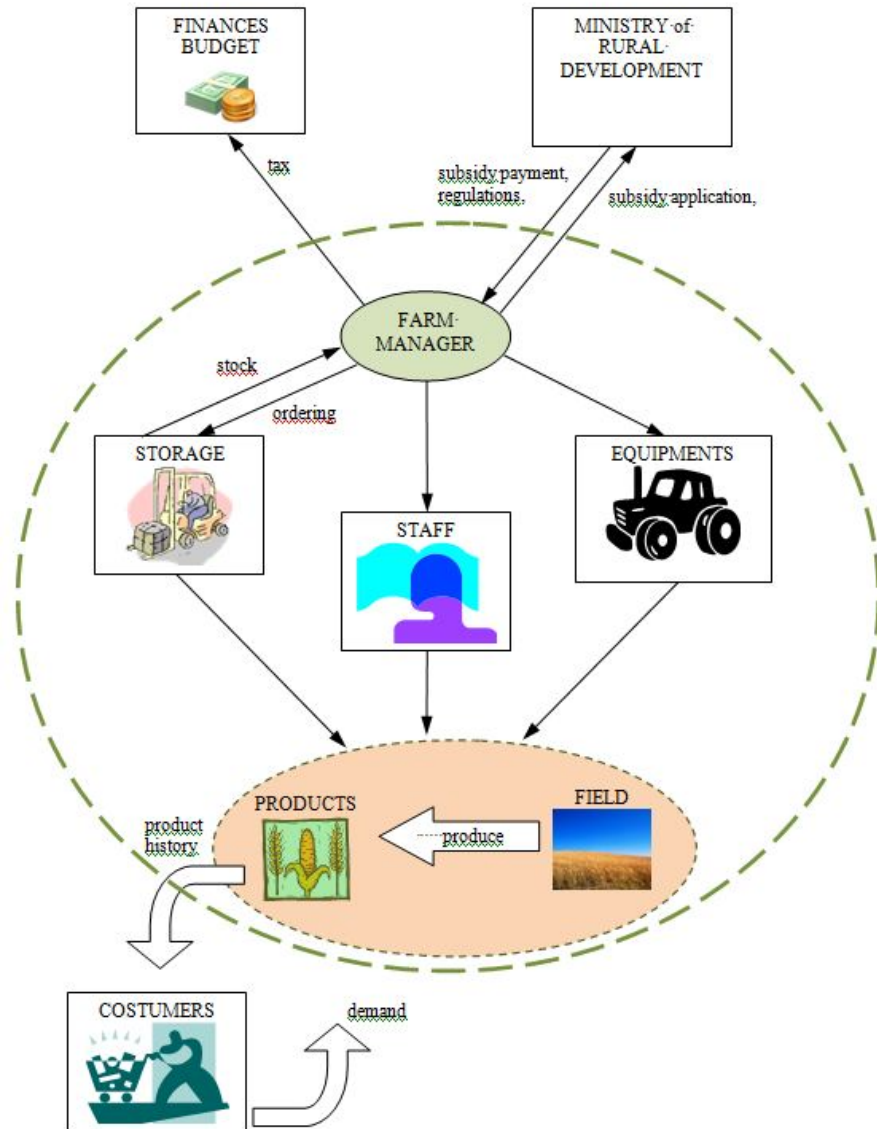 FINANCES
BUDGET
MINISTRY·of·
RURAL·
DEVELOPMENT
tax
subsidy·payment,
regulations,
subsidy·application,
FARM·
MANAGER
stock
ordering
STORAGE
EQUIPMENTS
STAFF
PRODUCTS
FIELD
produce
product
history
COSTUMERS
demand